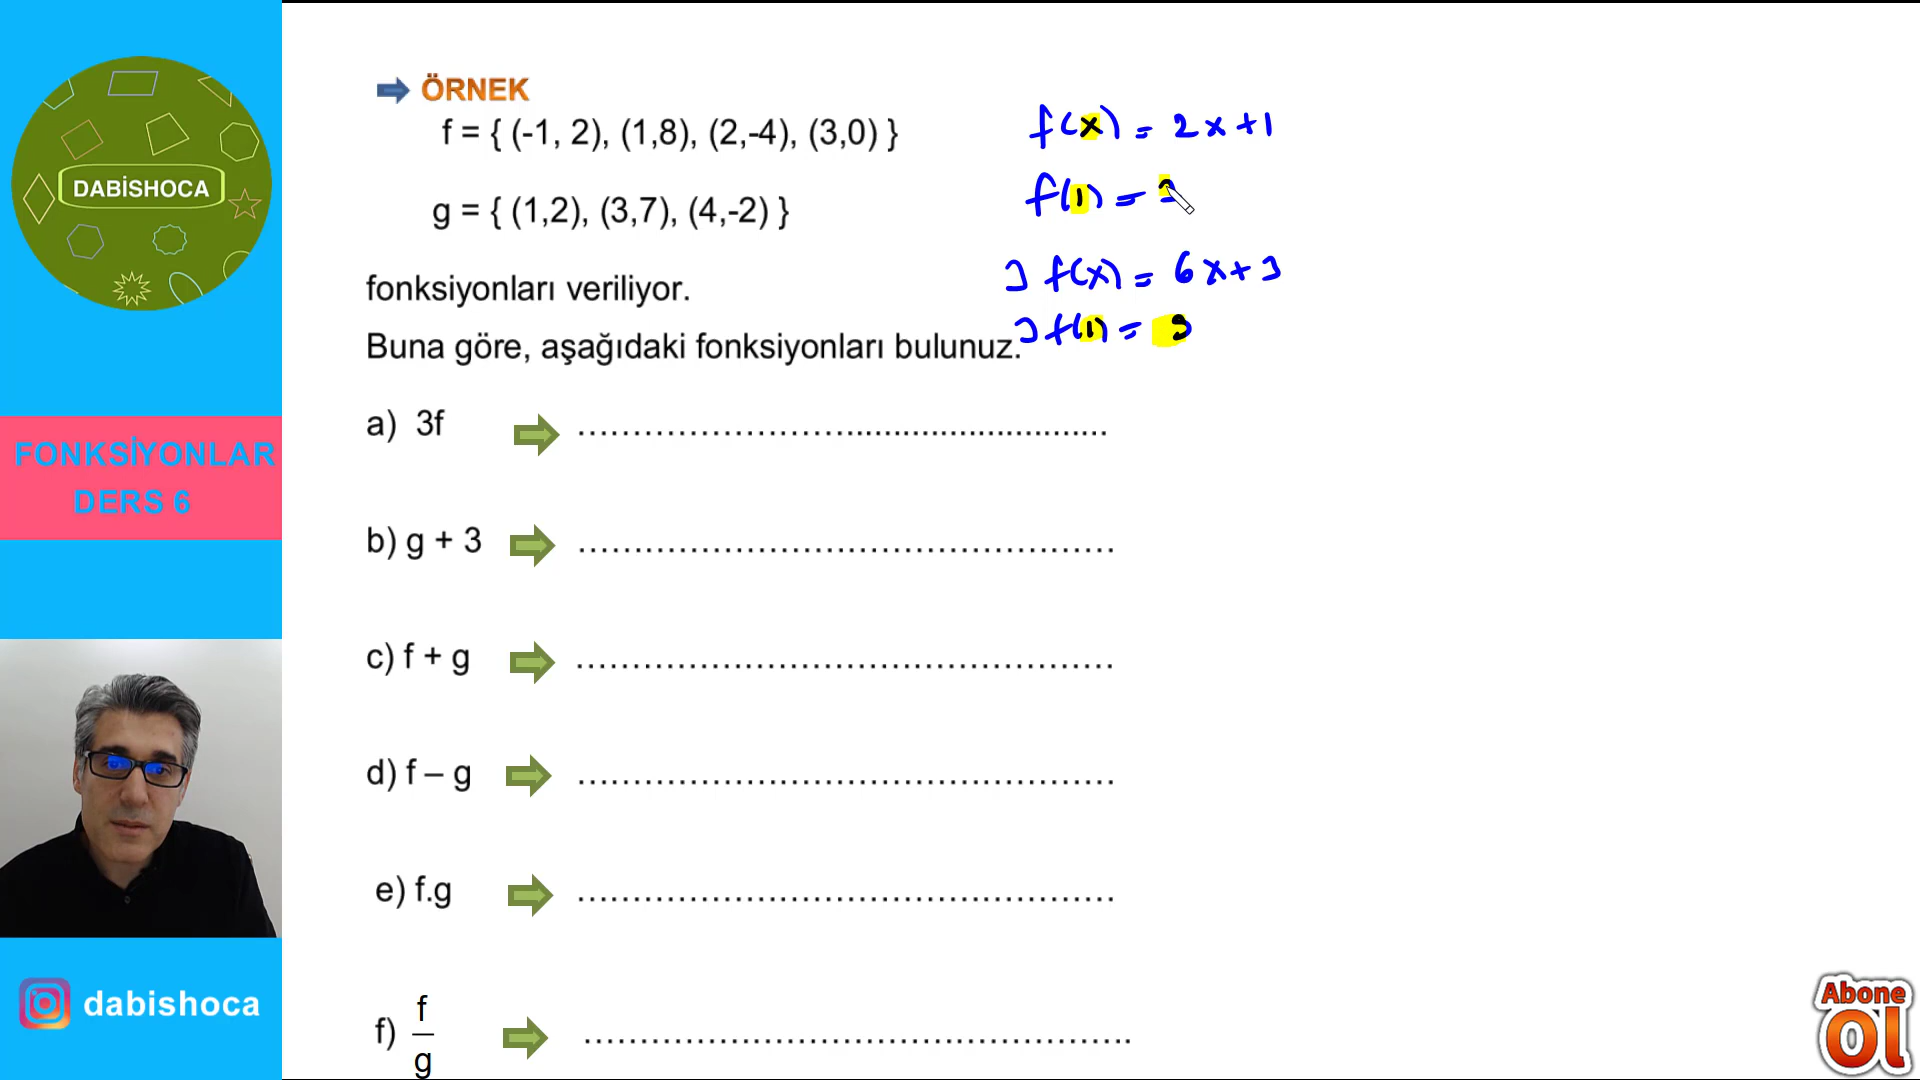 DABİSHOCA
FONKSİYONLAR
DERS 6
dabishoca
ÖRNEK
f = { (-1, 2), (1,8), (2,-4), (3,0) }
g = { (1,2), (3,7), (4,-2) }
fonksiyonları veriliyor.
Buna göre, aşağıdaki fonksiyonları bulunuz.
f(x) = 2x+1
f(1) =
3 f(x) = 6x+3
3 f(1) = 9
a) 3f ……………………............................
b) g + 3 …………………………………………
c) f + g …………………………………………
d) f – g …………………………………………
e) f.g …………………………………………
f) f/g ………………………………………….
Abone
Ol